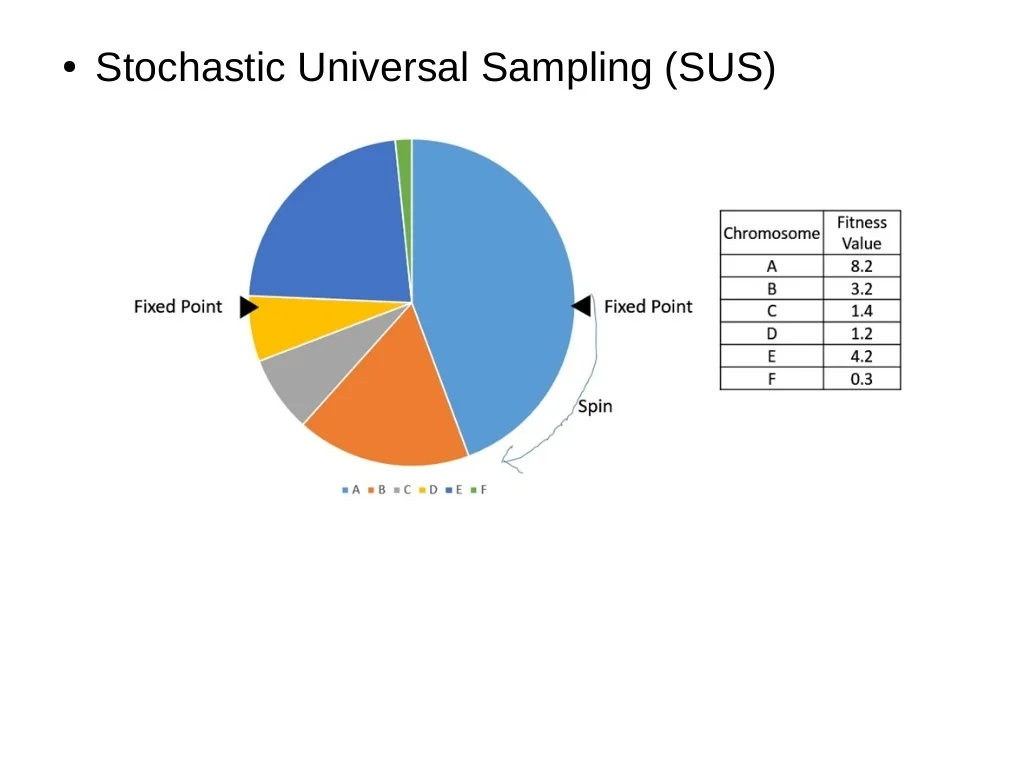 • Stochastic Universal Sampling (SUS)
Fixed Point
Fixed Point
Spin
A B C D E F
Chromosome Fitness Value
A 8.2
B 3.2
C 1.4
D 1.2
E 4.2
F 0.3